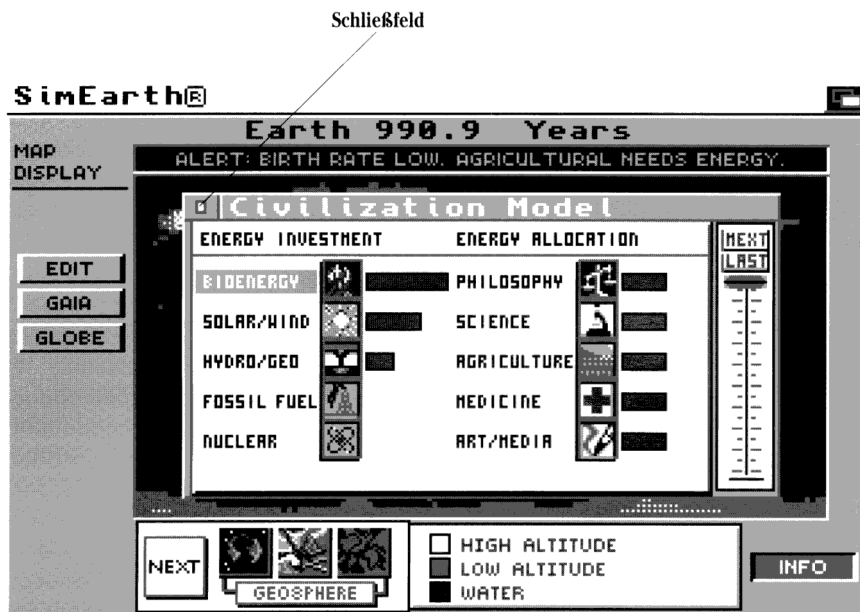 Schließfeld
SimEarth®
Earth 990.9 Years
MAP
DISPLAY
ALERT: BIRTH RATE LOW. AGRICULTURAL NEEDS ENERGY.
Civilization Model
ENERGY INVESTMENT ENERGY ALLOCATION
NEXT
LAST
EDIT
GAIA
GLOBE
BIOENERGY PHILOSOPHY
SOLAR/WIND SCIENCE
HYDRO/GEO AGRICULTURE
FOSSIL FUEL MEDICINE
NUCLEAR ART/MEDIA
NEXT
GEOSPHERE
HIGH ALTITUDE
LOW ALTITUDE
WATER
INFO